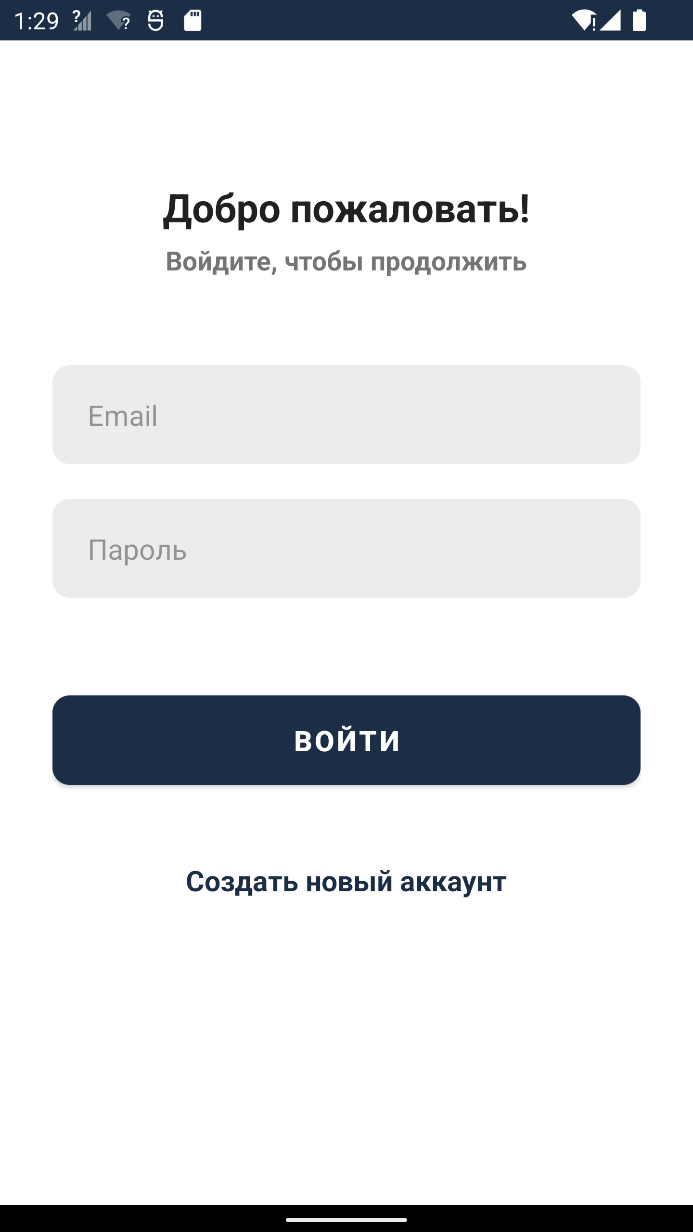 1:29
Добро пожаловать!
Войдите, чтобы продолжить
Email
Пароль
ВОЙТИ
Создать новый аккаунт